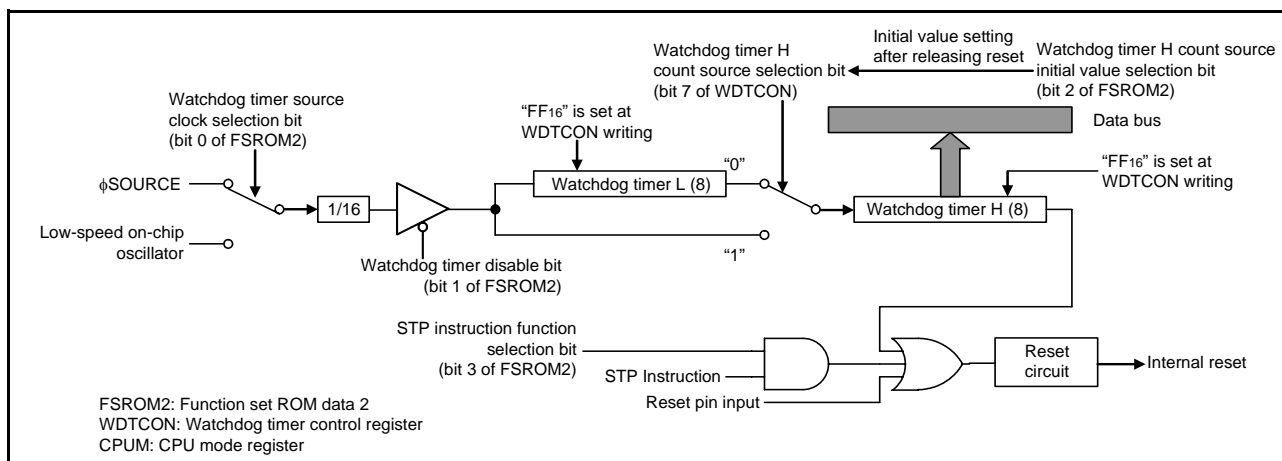 Initial value setting
after releasing reset
Watchdog timer H
count source selection bit
(bit 7 of WDTCON)
Watchdog timer H count source
initial value selection bit
(bit 2 of FSROM2)
Watchdog timer source
clock selection bit
(bit 0 of FSROM2)
“FF16” is set at
WDTCON writing
Data bus
“FF16” is set at
WDTCON writing
φSOURCE
1/16
Watchdog timer L (8)
“0”
Watchdog timer H (8)
Low-speed on-chip
oscillator
“1”
Watchdog timer disable bit
(bit 1 of FSROM2)
STP instruction function
selection bit
(bit 3 of FSROM2)
STP Instruction
Reset pin input
Reset
circuit
Internal reset
FSROM2: Function set ROM data 2
WDTCON: Watchdog timer control register
CPUM: CPU mode register